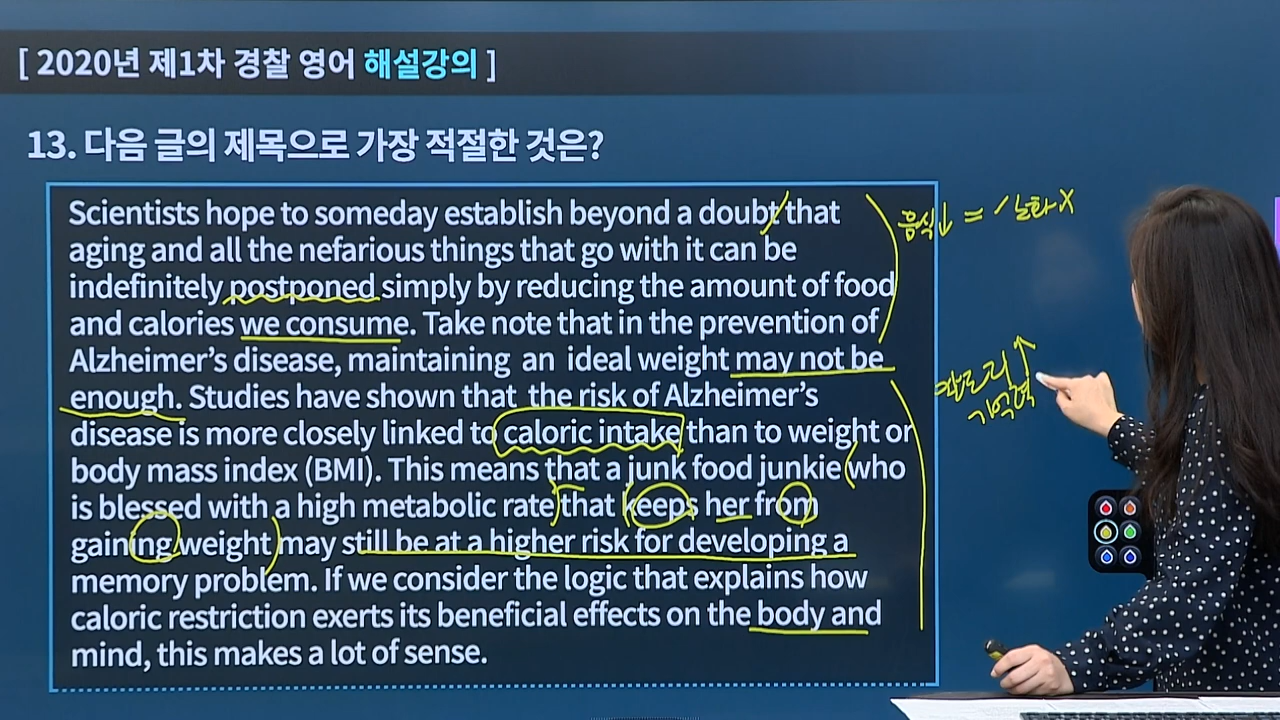 [ 2020년 제1차 경찰 영어 해설강의 ]
13. 다음 글의 제목으로 가장 적절한 것은?
Scientists hope to someday establish beyond a doubt that
aging and all the nefarious things that go with it can be
indefinitely postponed simply by reducing the amount of food
and calories we consume. Take note that in the prevention of
Alzheimer's disease, maintaining an ideal weight may not be
enough. Studies have shown that the risk of Alzheimer's
disease is more closely linked to caloric intake than to weight or
body mass index (BMI). This means that a junk food junkie who
is blessed with a high metabolic rate that keeps her from
gaining weight may still be at a higher risk for developing a
memory problem. If we consider the logic that explains how
caloric restriction exerts its beneficial effects on the body and
mind, this makes a lot of sense.
음식↓ = 노화X
칼로리↑
기억력